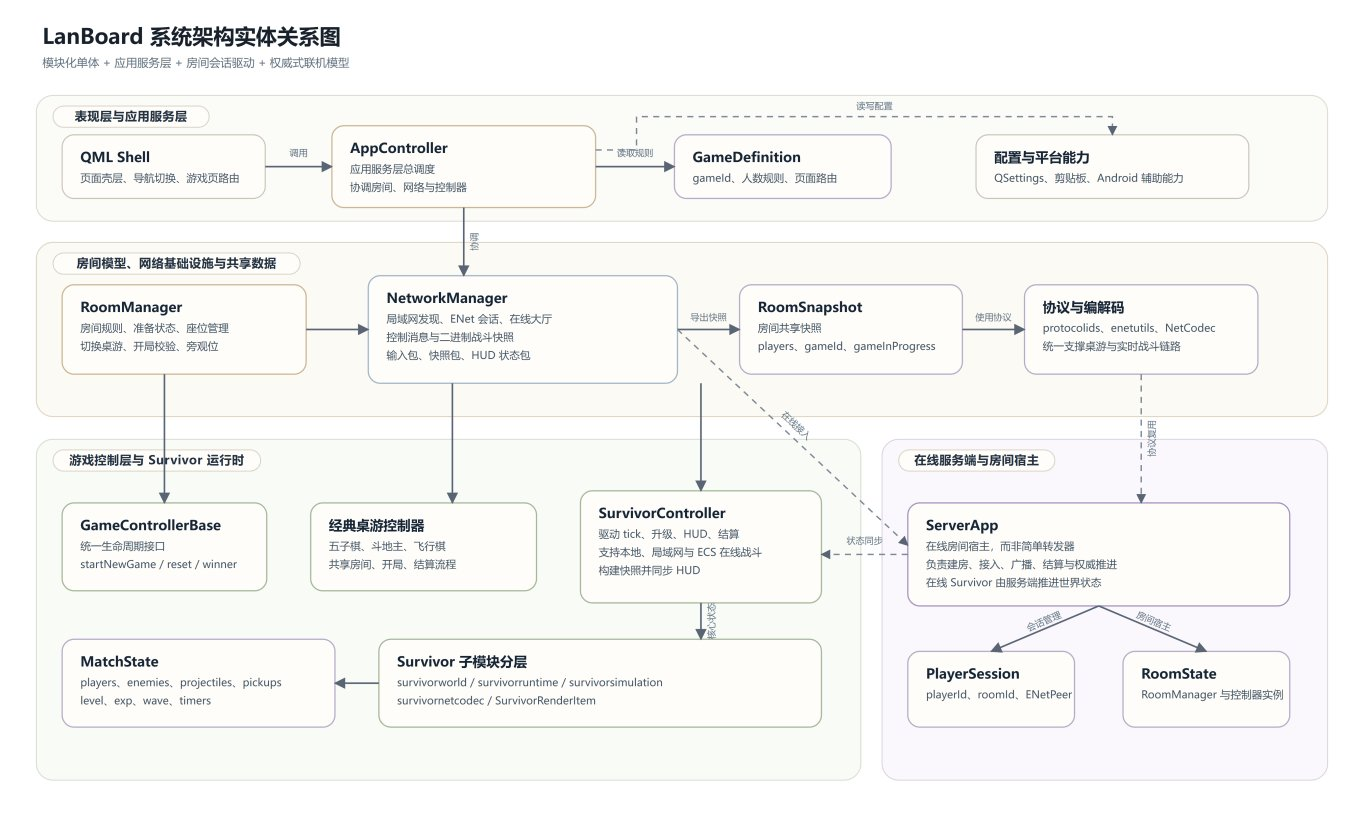 LanBoard 系统架构实体关系图
模块化单体 + 应用服务层 + 房间会话驱动 + 权威式联机模型
表现层与应用服务层
读写配置
QML Shell
页面壳层、导航切换、游戏页路由
调用
AppController
应用服务层总调度
协调房间、网络与控制器
读取规则
GameDefinition
gameId、人数规则、页面路由
配置与平台能力
QSettings、剪贴板、Android 辅助能力
协调
房间模型、网络基础设施与共享数据
RoomManager
房间规则、准备状态、座位管理
切换桌游、开局校验、旁观位
NetworkManager
局域网发现、ENet 会话、在线大厅
控制消息与二进制战斗快照
输入包、快照包、HUD 状态包
导出快照
RoomSnapshot
房间共享快照
players、gameId、gameInProgress
使用协议
协议与编解码
protocolids、enetutils、NetCodec
统一支撑桌游与实时战斗链路
在线接入
协议复用
游戏控制层与 Survivor 运行时
GameControllerBase
统一生命周期接口
startNewGame / reset / winner
经典桌游控制器
五子棋、斗地主、飞行棋
共享房间、开局、结算流程
SurvivorController
驱动 tick、升级、HUD、结算
支持本地、局域网与 ECS 在线战斗
构建快照并同步 HUD
状态同步
核心状态
MatchState
players、enemies、projectiles、pickups
level、exp、wave、timers
Survivor 子模块分层
survivorworld / survivorruntime / survivorsimulation
survivornetcodec / SurvivorRenderItem
在线服务端与房间宿主
ServerApp
在线房间宿主，而非简单转发器
负责建房、接入、广播、结算与权威推进
在线 Survivor 由服务端推进世界状态
会话管理
房间宿主
PlayerSession
playerId、roomId、ENetPeer
RoomState
RoomManager 与控制器实例